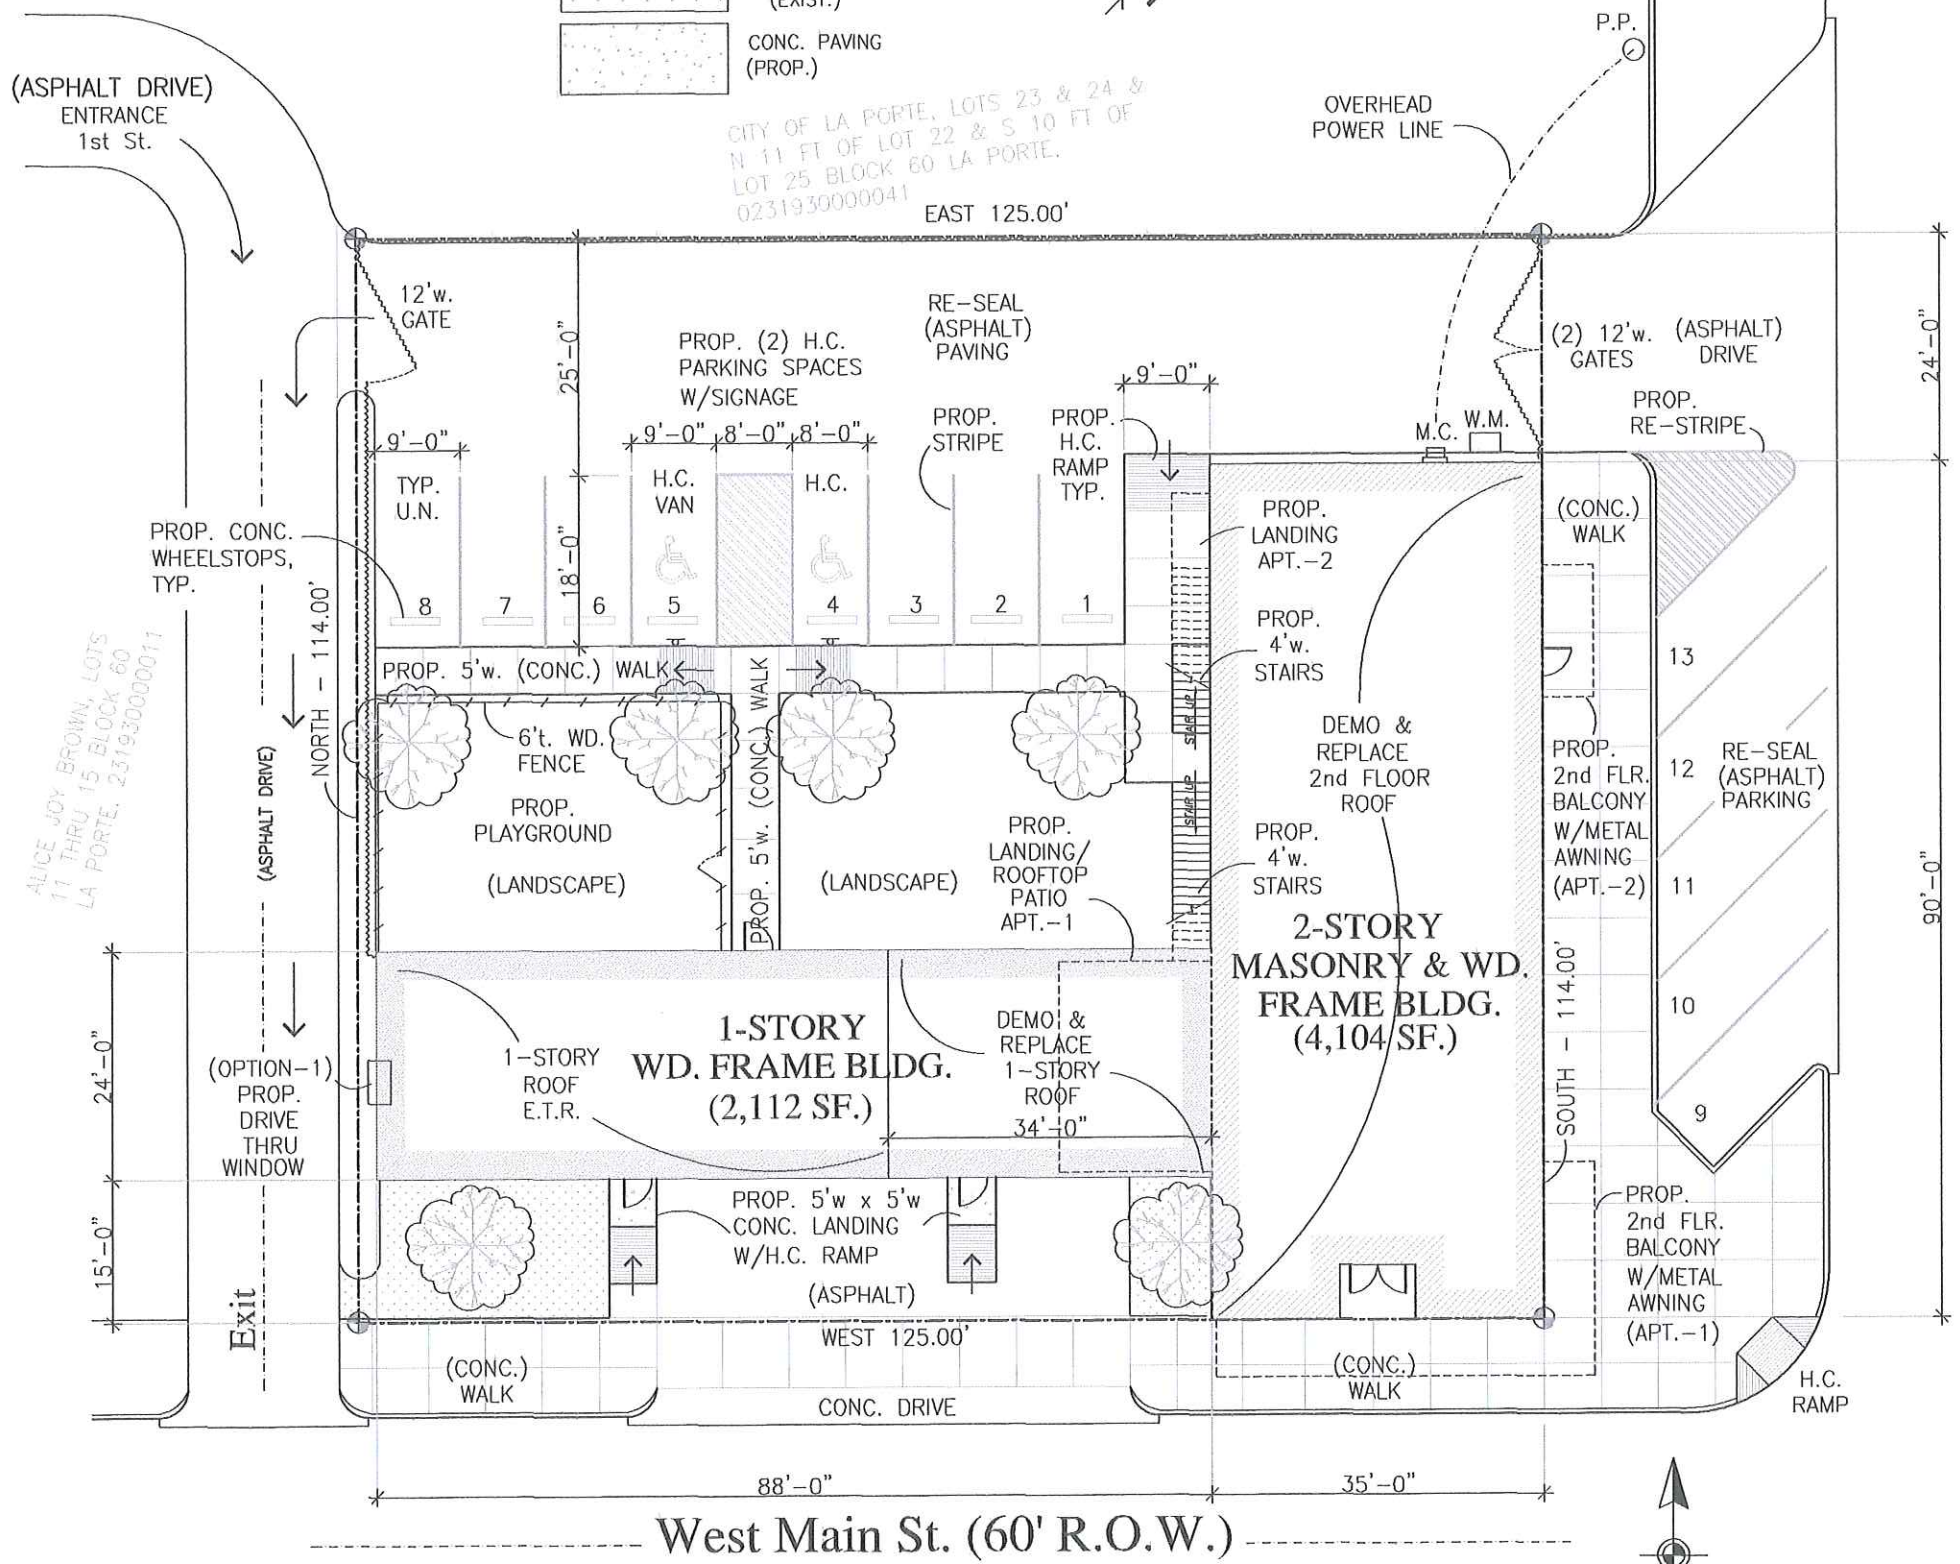 (EXIST.)
CONC. PAVING
(PROP.)
P.P.
(ASPHALT DRIVE)
ENTRANCE
1st St.
CITY OF LA PORTE, LOTS 23 & 24 &
N 11 FT OF LOT 22 & S 10 FT OF
LOT 25 BLOCK 60 LA PORTE.
0231930000041
OVERHEAD
POWER LINE
EAST 125.00'
12'w.
GATE
25'-0"
PROP. (2) H.C.
PARKING SPACES
W/SIGNAGE
RE-SEAL
(ASPHALT)
PAVING
(2) 12'w.
GATES
(ASPHALT)
DRIVE
24'-0"
9'-0"
PROP.
RE-STRIPE
PROP.
STRIPE
PROP.
H.C.
RAMP
TYP.
M.C.
W.M.
9'-0"
9'-0"
8'-0"
8'-0"
TYP.
U.N.
H.C.
VAN
H.C.
18'-0"
PROP. CONC.
WHEELSTOPS,
TYP.
PROP.
LANDING
APT.-2
(CONC.)
WALK
8
7
6
5
4
3
2
1
NORTH - 114.00'
PROP.
4'w.
STAIRS
13
PROP. 5'w. (CONC.) WALK
PROP. 5'w. (CONC.) WALK
ALICE JOY BROWN, LOTS
11 THRU 15 BLOCK 60
LA PORTE. 0231930000011
(ASPHALT DRIVE)
6't. WD.
FENCE
STAIR UP
STAIR UP
DEMO &
REPLACE
2nd FLOOR
ROOF
PROP.
2nd FLR.
BALCONY
W/METAL
AWNING
(APT.-2)
12
RE-SEAL
(ASPHALT)
PARKING
PROP.
PLAYGROUND
(LANDSCAPE)
(LANDSCAPE)
PROP.
LANDING/
ROOFTOP
PATIO
APT.-1
PROP.
4'w.
STAIRS
11
90'-0"
2-STORY
MASONRY & WD.
FRAME BLDG.
(4,104 SF.)
SOUTH - 114.00'
10
24'-0"
1-STORY
ROOF
E.T.R.
1-STORY
WD. FRAME BLDG.
(2,112 SF.)
DEMO &
REPLACE
1-STORY
ROOF
34'-0"
(OPTION-1)
PROP.
DRIVE
THRU
WINDOW
9
15'-0"
PROP. 5'w x 5'w
CONC. LANDING
W/H.C. RAMP
(ASPHALT)
PROP.
2nd FLR.
BALCONY
W/METAL
AWNING
(APT.-1)
Exit
WEST 125.00'
(CONC.)
WALK
(CONC.)
WALK
CONC. DRIVE
H.C.
RAMP
88'-0"
35'-0"
West Main St. (60' R.O.W.)